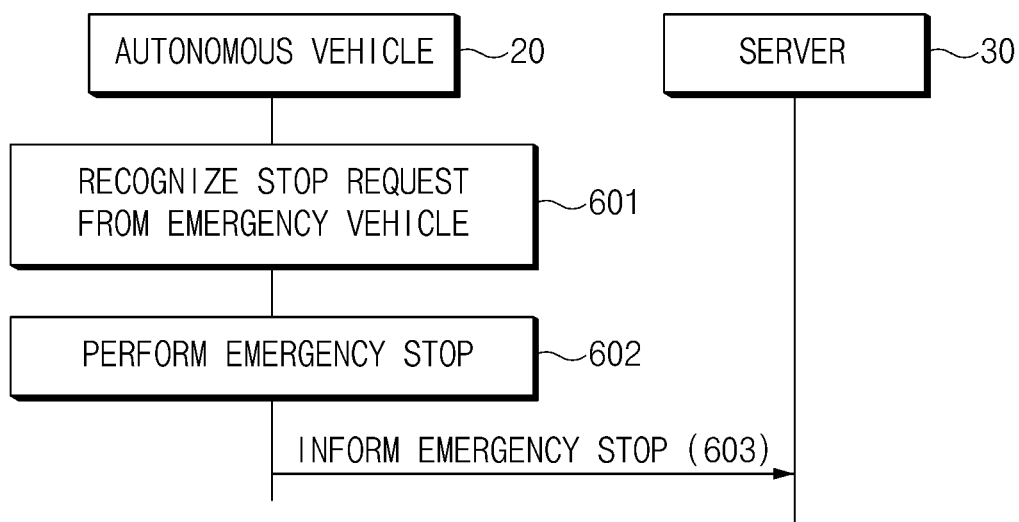 AUTONOMOUS VEHICLE 20
SERVER 30
RECOGNIZE STOP REQUEST
FROM EMERGENCY VEHICLE
601
PERFORM EMERGENCY STOP 602
INFORM EMERGENCY STOP (603)